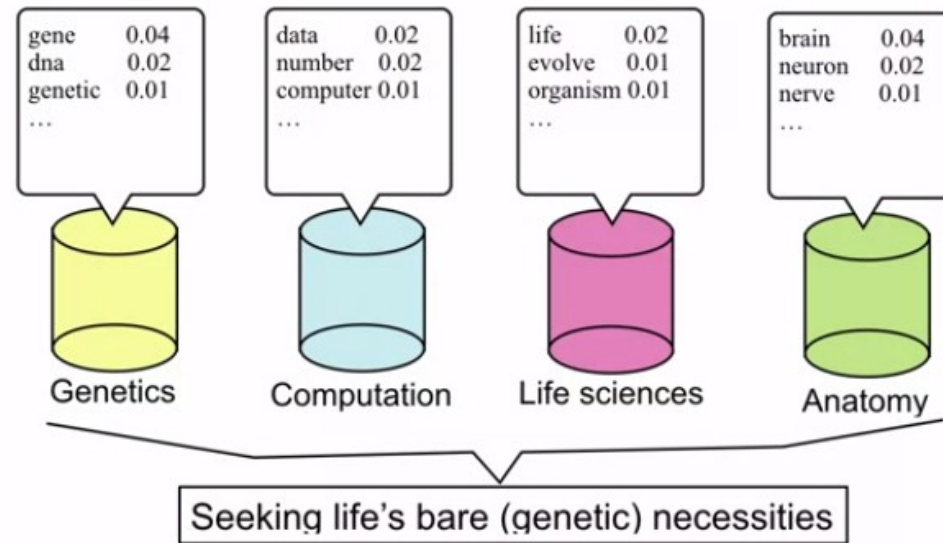 gene 0.04
dna 0.02
genetic 0.01
…
data 0.02
number 0.02
computer 0.01
…
life 0.02
evolve 0.01
organism 0.01
…
brain 0.04
neuron 0.02
nerve 0.01
…
Genetics
Computation
Life sciences
Anatomy
Seeking life's bare (genetic) necessities